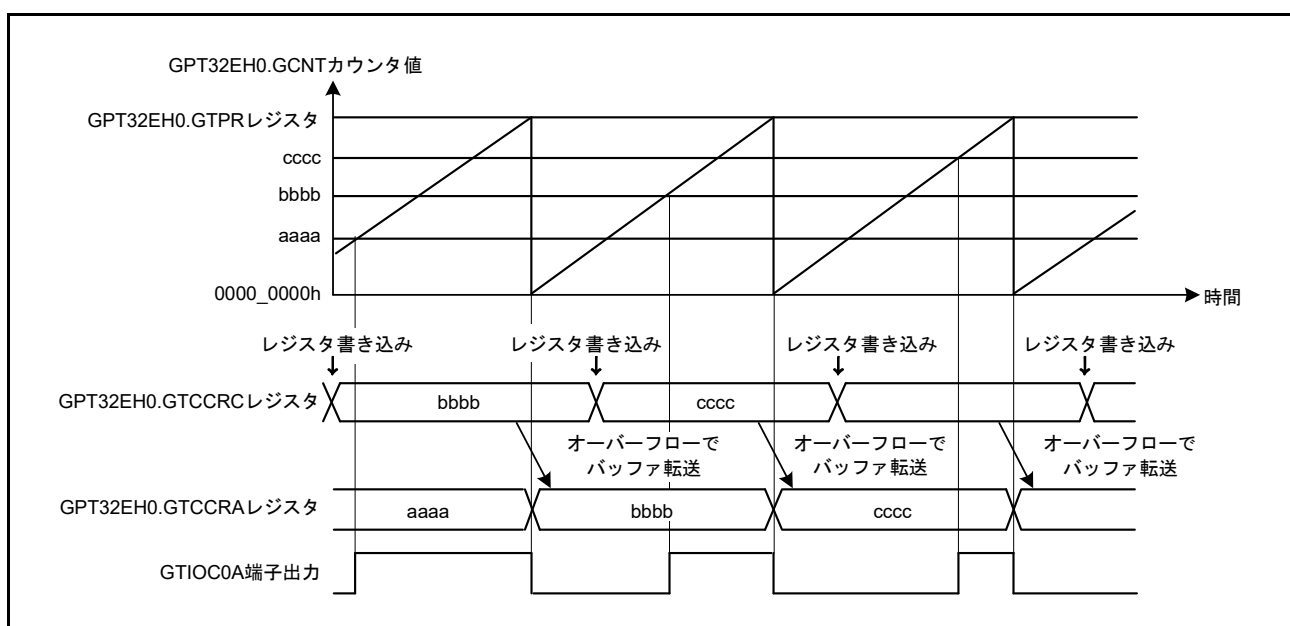 GPT32EH0.GCNTカウンタ値
GPT32EH0.GTPRレジスタ
cccc
bbbb
aaaa
0000_0000h
時間
レジスタ書き込み レジスタ書き込み レジスタ書き込み レジスタ書き込み
GPT32EH0.GTCCRCレジスタ bbbb cccc
オーバーフローで オーバーフローで オーバーフローで
バッファ転送 バッファ転送 バッファ転送
GPT32EH0.GTCCRAレジスタ aaaa bbbb cccc
GTIOC0A端子出力